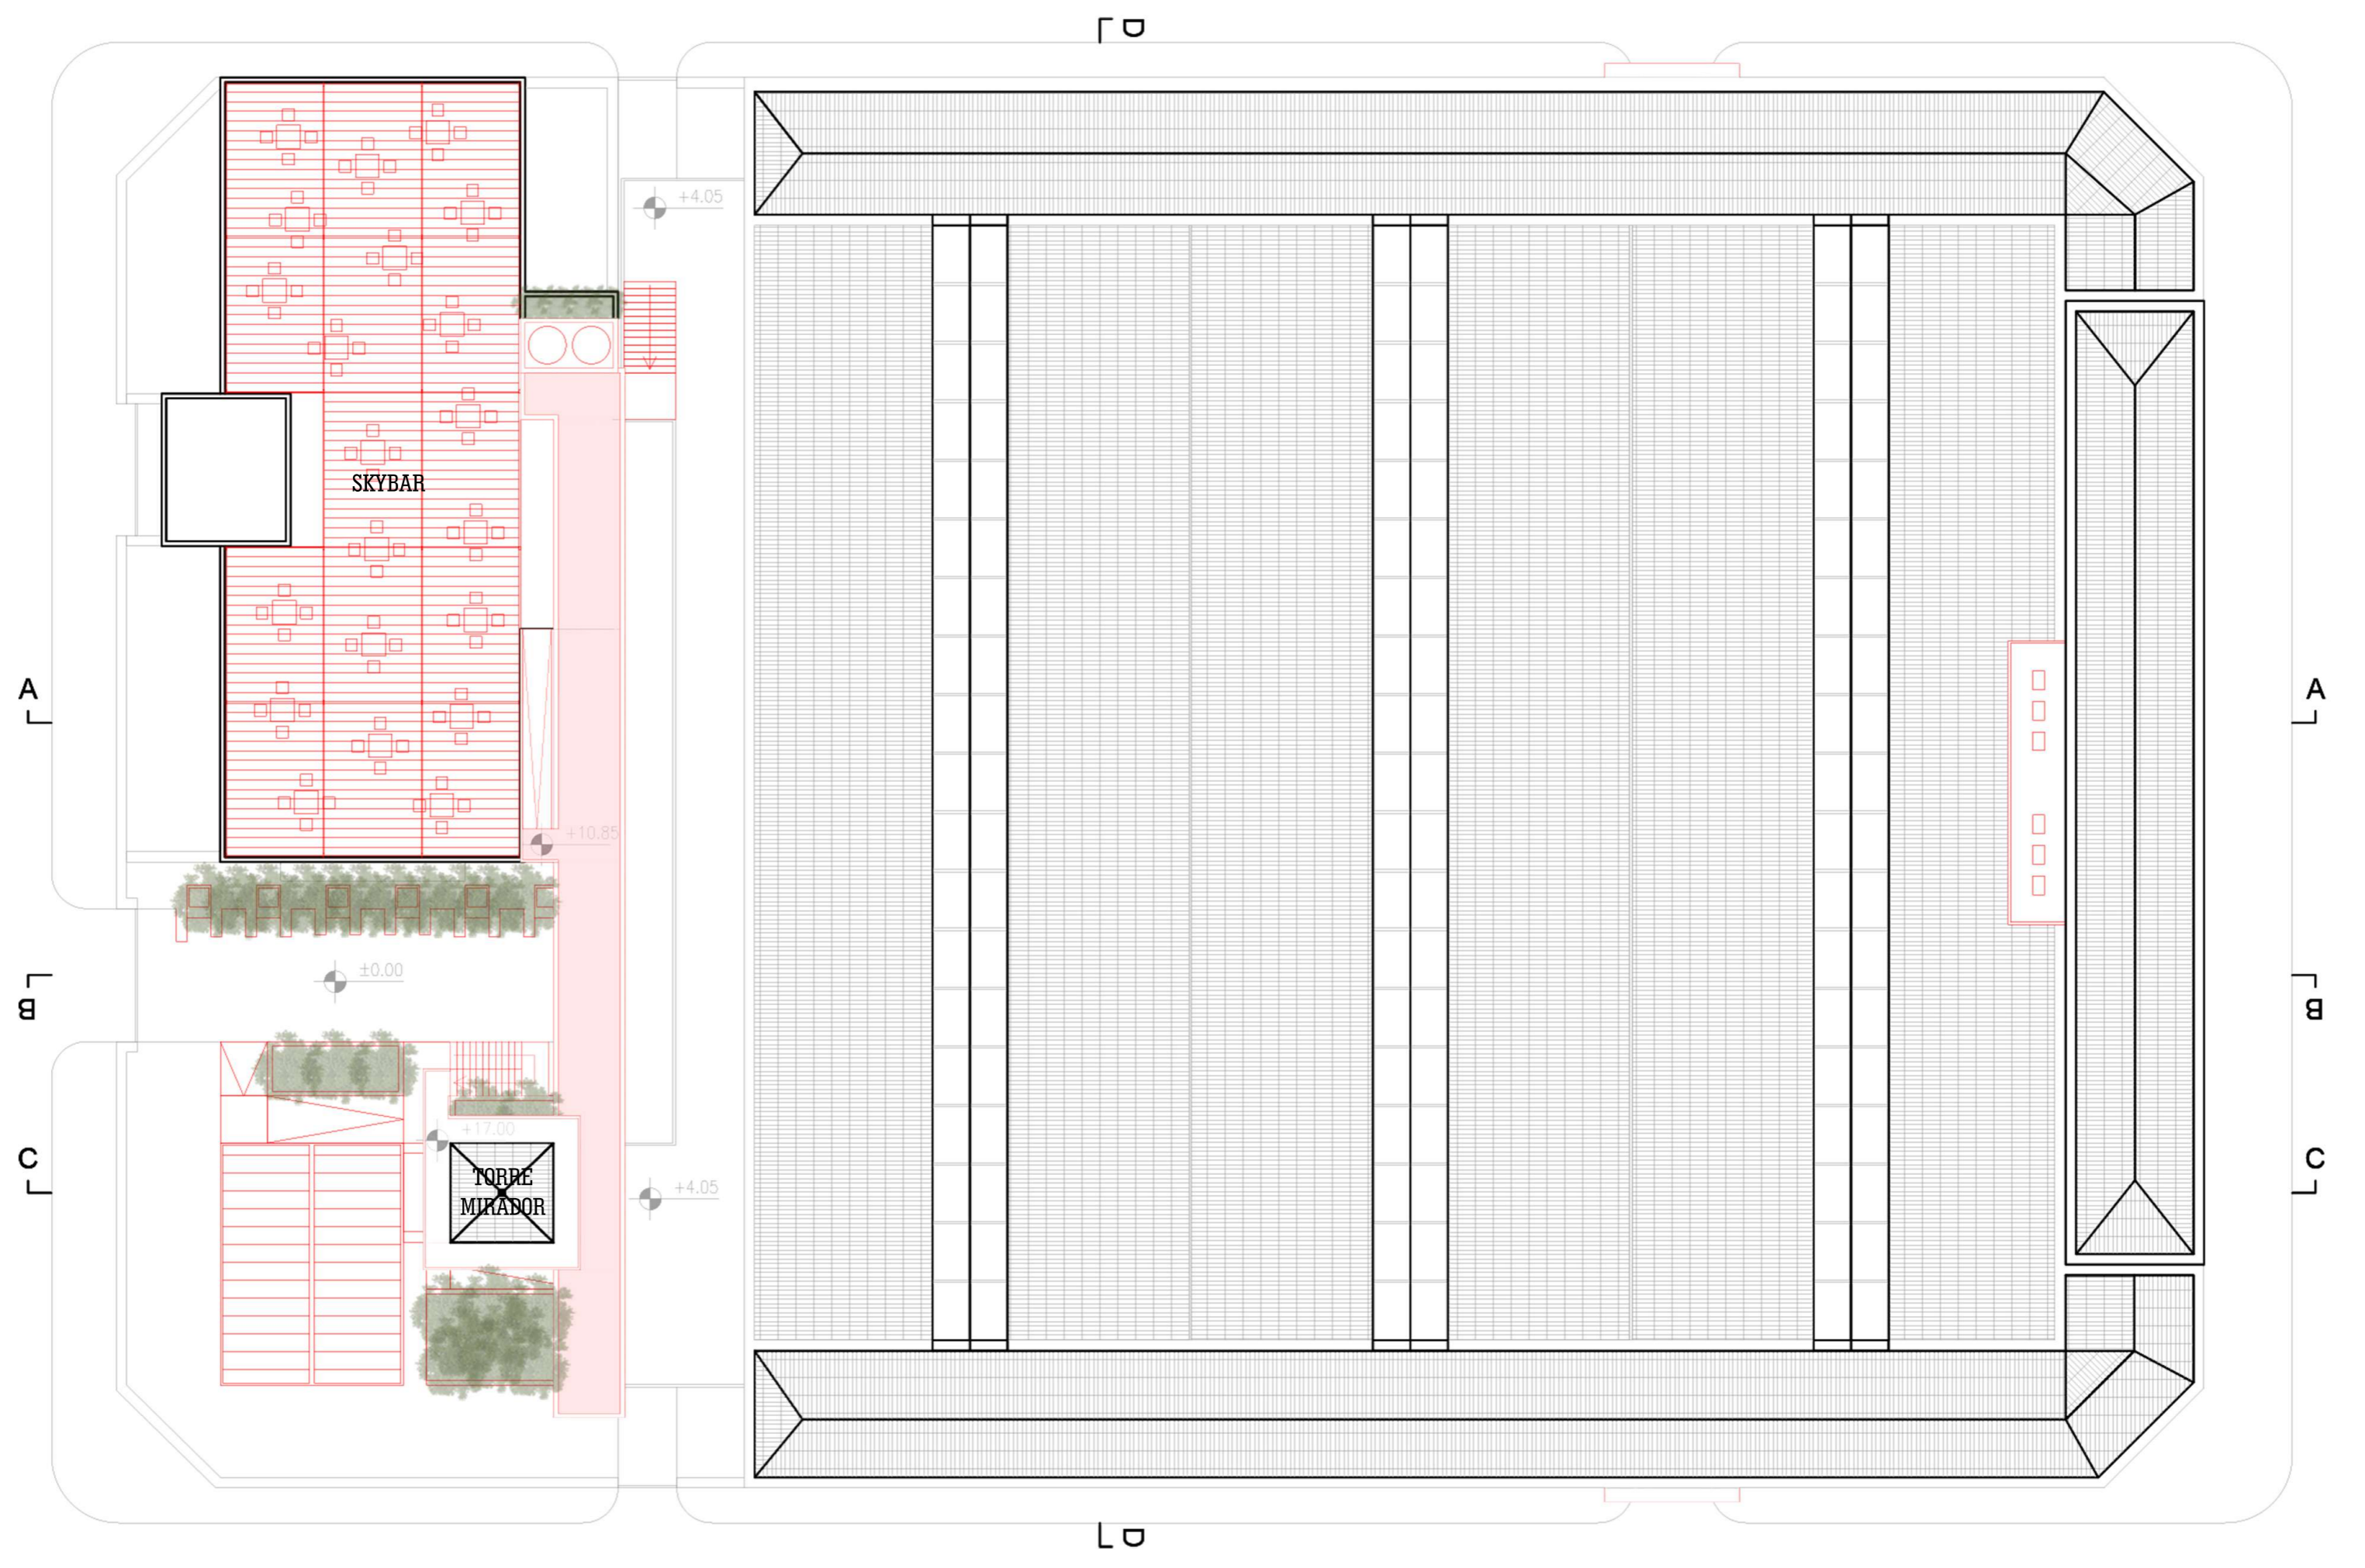 D
+4.05
SKYBAR
A
A
+10.85
±0.00
B
B
+17.00
C
C
TORRE
MIRADOR
+4.05
D